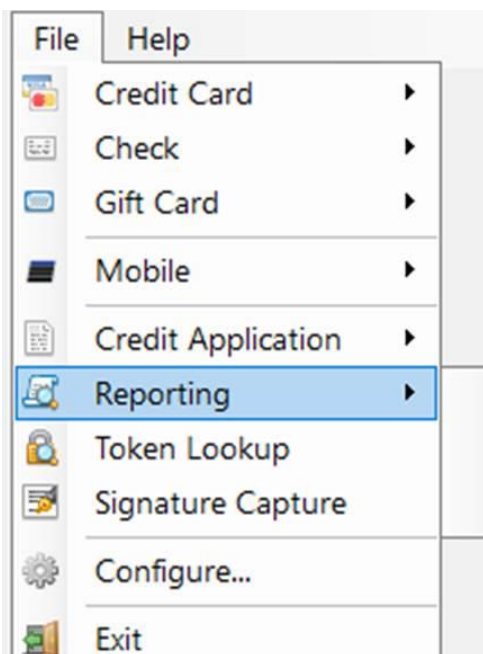 File Help
Credit Card
Check
Gift Card
Mobile
Credit Application
Reporting
Token Lookup
Signature Capture
Configure...
Exit